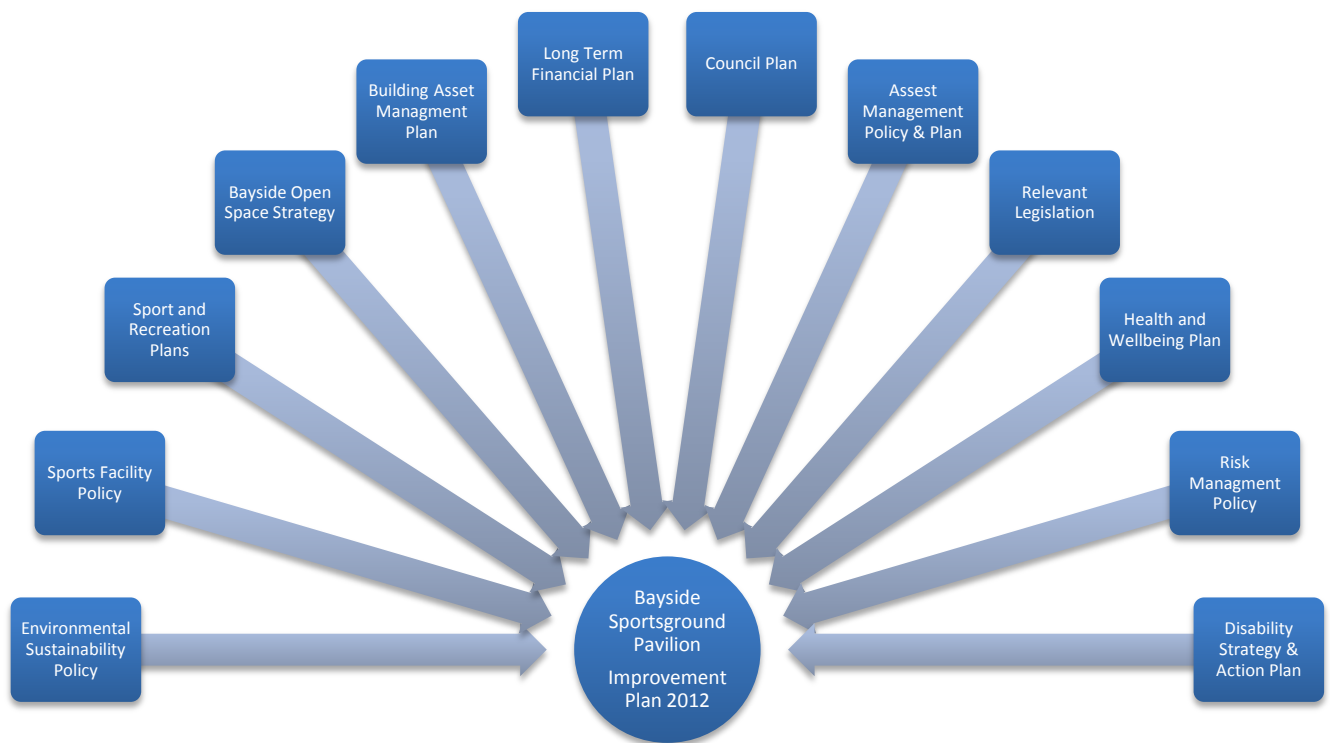 Environmental
Sustainability
Policy
Sports Facility
Policy
Sport and
Recreation
Plans
Bayside Open
Space Strategy
Building Asset
Managment
Plan
Long Term
Financial Plan
Council Plan
Assest
Management
Policy & Plan
Relevant
Legislation
Health and
Wellbeing Plan
Risk
Managment
Policy
Disability
Strategy &
Action Plan
Bayside
Sportsground
Pavilion
Improvement
Plan 2012